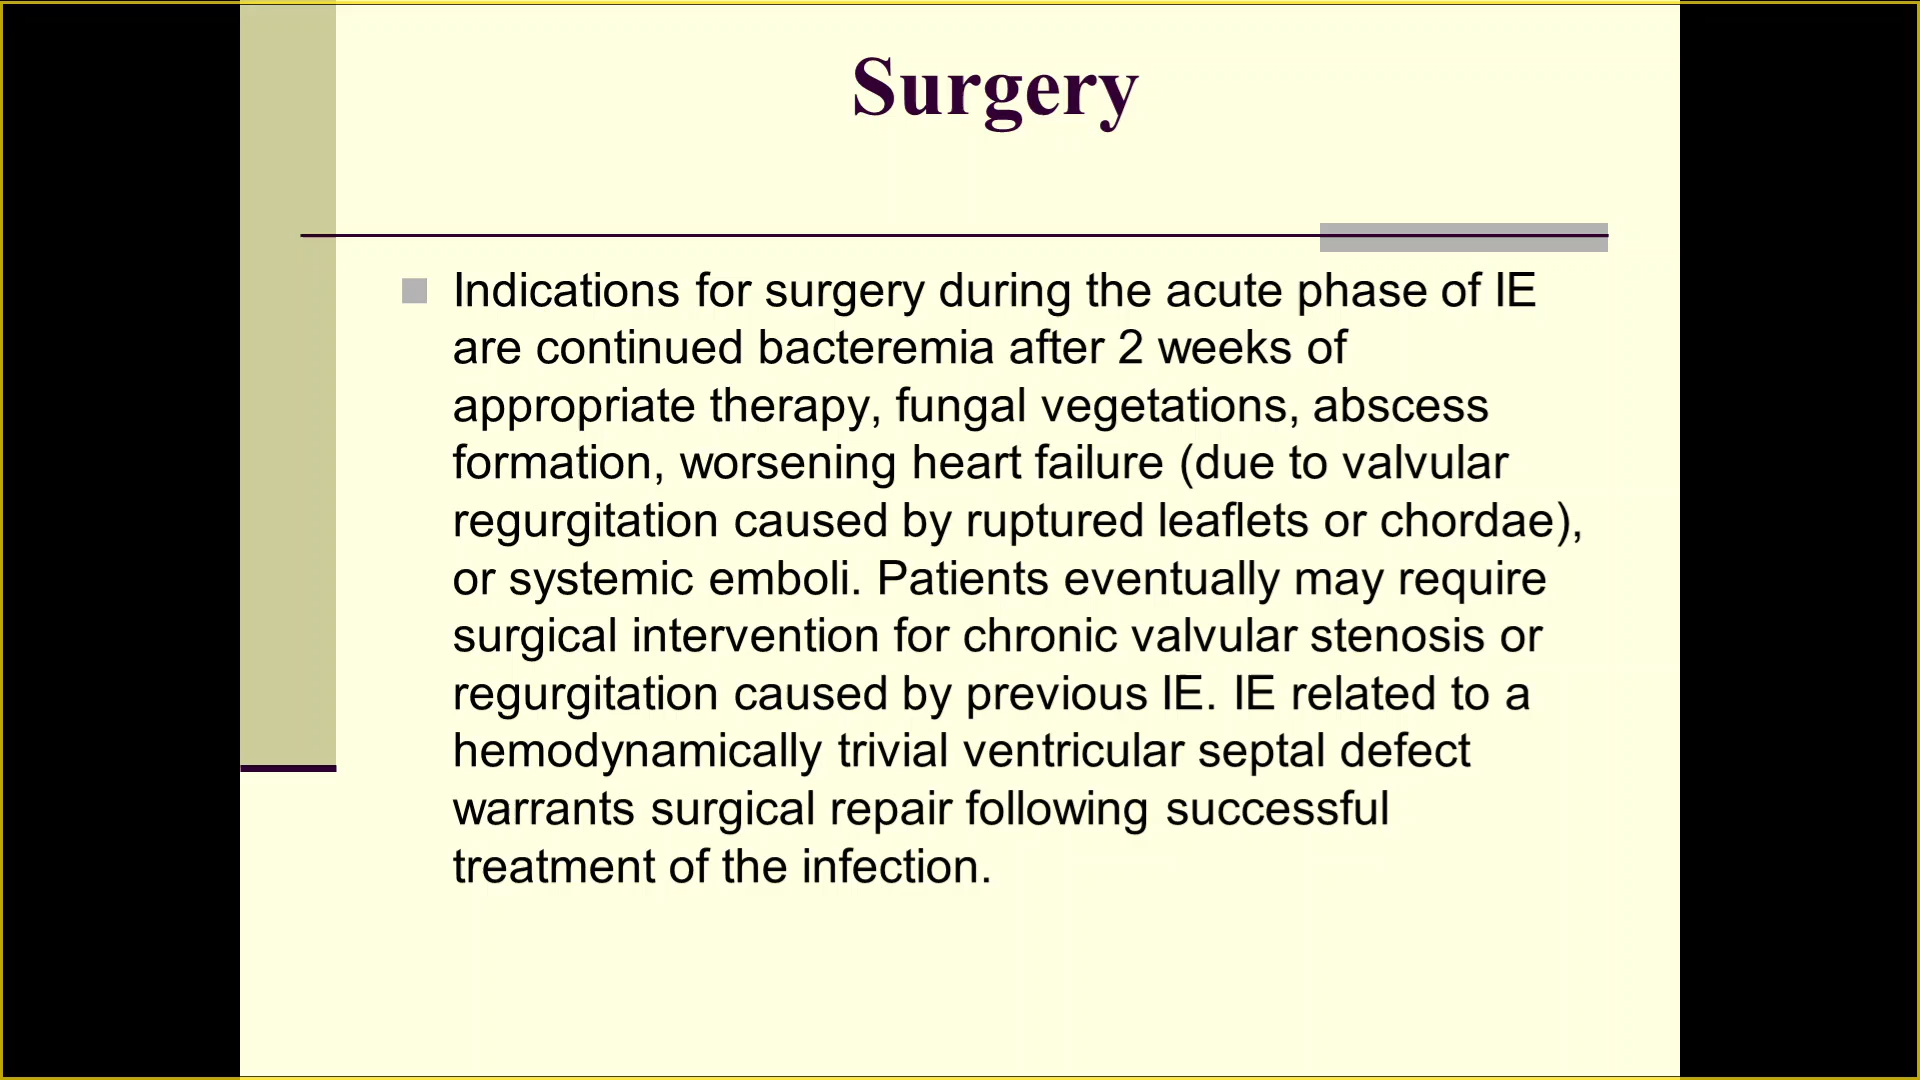 Surgery
Indications for surgery during the acute phase of IE
are continued bacteremia after 2 weeks of
appropriate therapy, fungal vegetations, abscess
formation, worsening heart failure (due to valvular
regurgitation caused by ruptured leaflets or chordae),
or systemic emboli. Patients eventually may require
surgical intervention for chronic valvular stenosis or
regurgitation caused by previous IE. IE related to a
hemodynamically trivial ventricular septal defect
warrants surgical repair following successful
treatment of the infection.